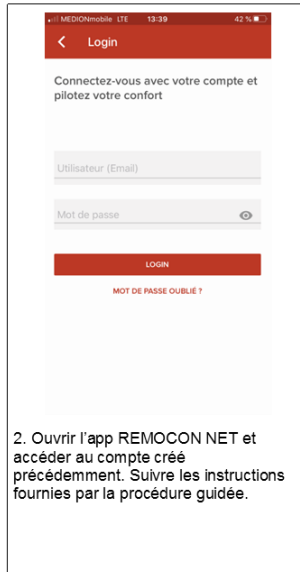 MEDIONmobile LTE 13:39 42 %
Login
Connectez-vous avec votre compte et
pilotez votre confort
Utilisateur (Email)
Mot de passe
LOGIN
MOT DE PASSE OUBLIÉ ?
2. Ouvrir l’app REMOCON NET et
accéder au compte créé
précédemment. Suivre les instructions
fournies par la procédure guidée.